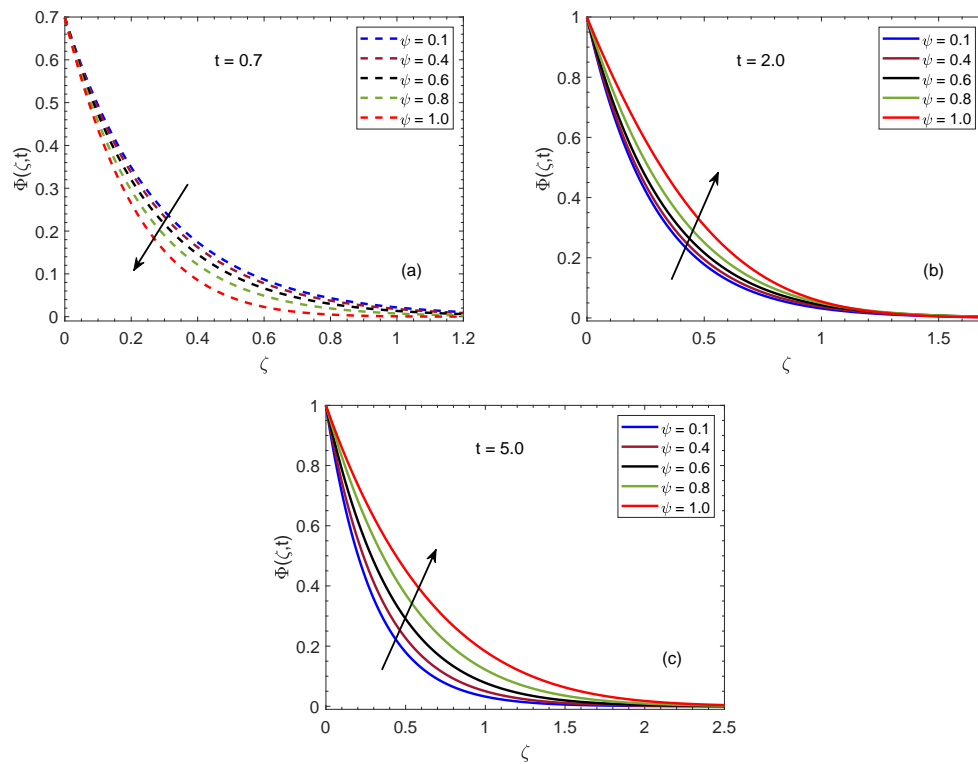 0.7
0.6
0.5
0.4
0.3
0.2
0.1
0
Φ(ζ,t)
t = 0.7
ψ = 0.1
ψ = 0.4
ψ = 0.6
ψ = 0.8
ψ = 1.0
(a)
0 0.2 0.4 0.6 0.8 1.0 1.2
ζ
1
0.8
0.6
0.4
0.2
0
Φ(ζ,t)
t = 2.0
ψ = 0.1
ψ = 0.4
ψ = 0.6
ψ = 0.8
ψ = 1.0
(b)
0 0.5 1 1.5
ζ
1
0.8
0.6
0.4
0.2
0
Φ(ζ,t)
t = 5.0
ψ = 0.1
ψ = 0.4
ψ = 0.6
ψ = 0.8
ψ = 1.0
(c)
0 0.5 1 1.5 2 2.5
ζ